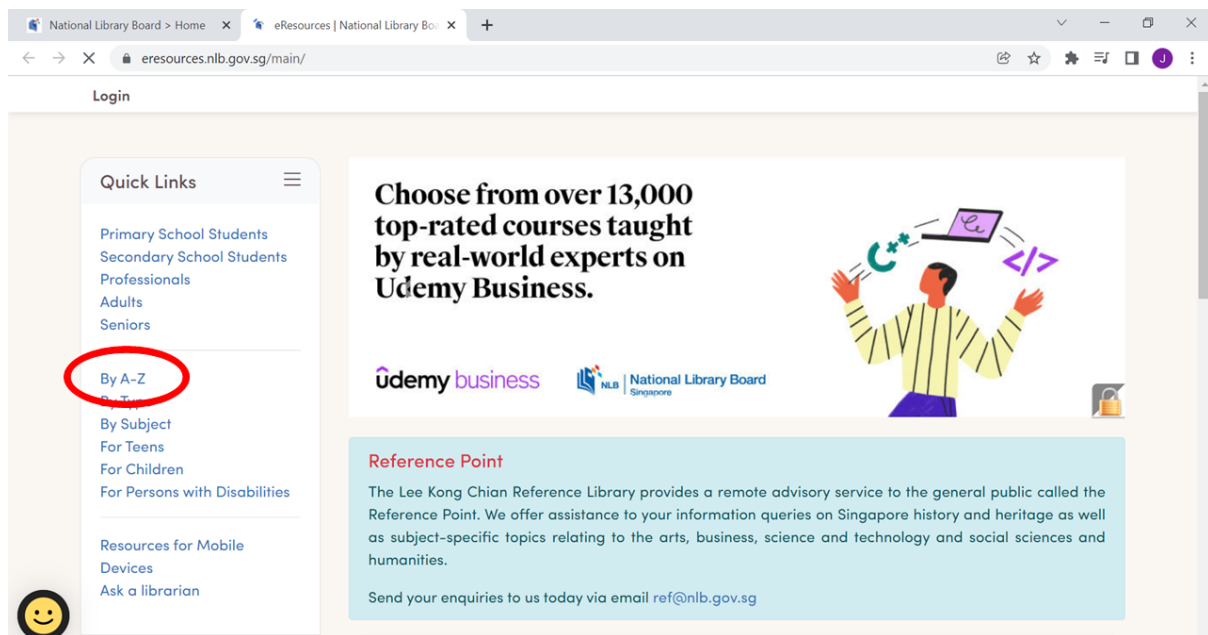 National Library Board > Home
eResources | National Library Boa
eresources.nlb.gov.sg/main/
J
Login
Quick Links
Primary School Students
Secondary School Students
Professionals
Adults
Seniors
By A-Z
By Type
By Subject
For Teens
For Children
For Persons with Disabilities
Resources for Mobile
Devices
Ask a librarian
Choose from over 13,000
top-rated courses taught
by real-world experts on
Udemy Business.
C++
</>
ûdemy business
NLB | National Library Board
Singapore
Reference Point
The Lee Kong Chian Reference Library provides a remote advisory service to the general public called the
Reference Point. We offer assistance to your information queries on Singapore history and heritage as well
as subject-specific topics relating to the arts, business, science and technology and social sciences and
humanities.
Send your enquiries to us today via email ref@nlb.gov.sg